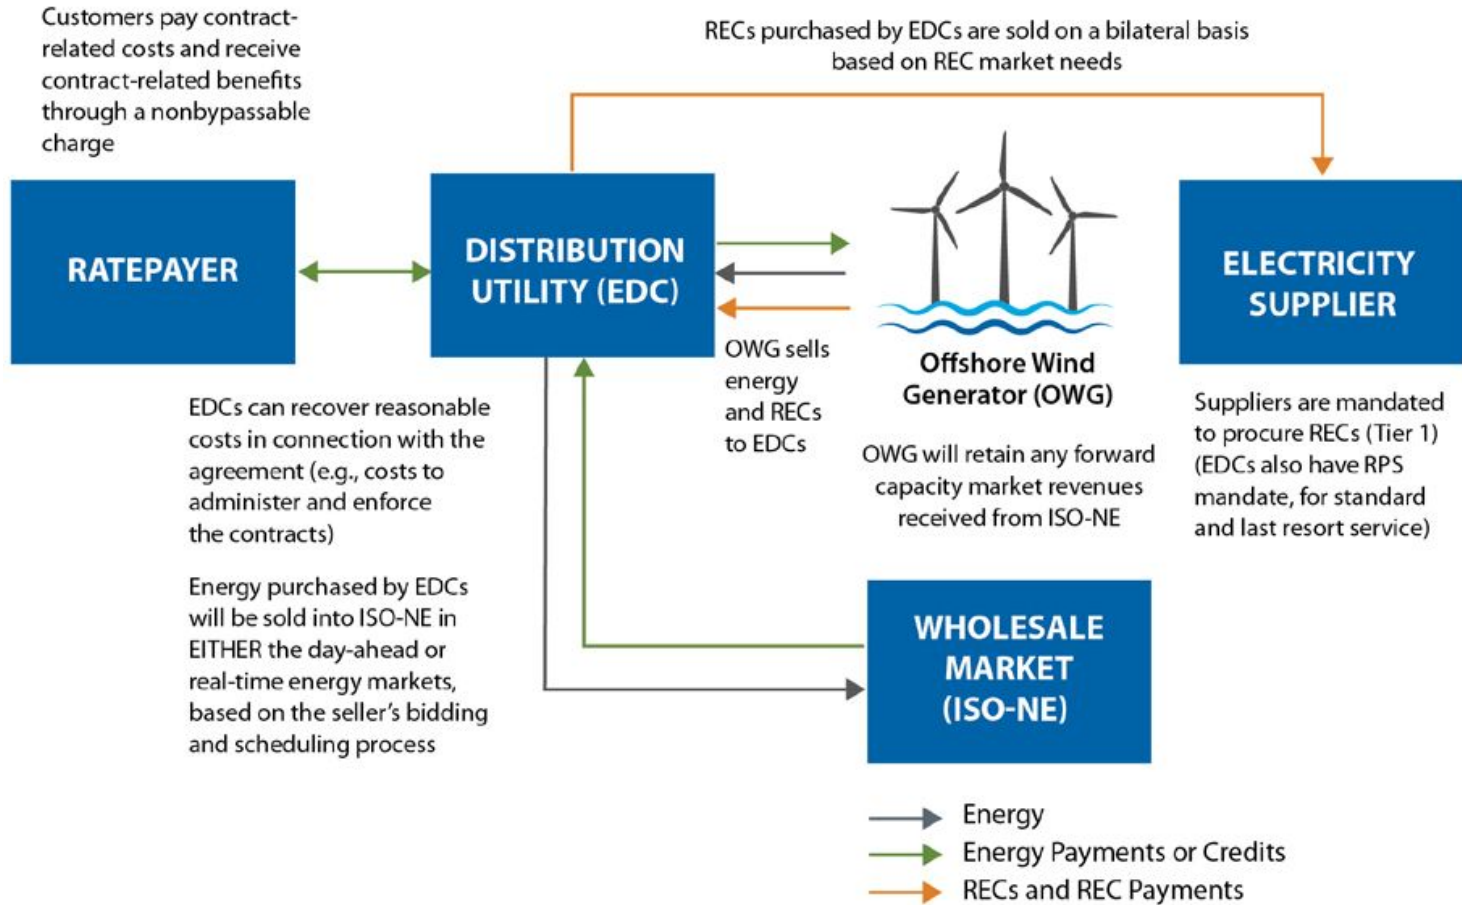 Customers pay contract-
related costs and receive
contract-related benefits
through a nonbypassable
charge
RECs purchased by EDCs are sold on a bilateral basis
based on REC market needs
RATEPAYER
DISTRIBUTION
UTILITY (EDC)
OWG sells
energy
and RECs
to EDCs
Offshore Wind
Generator (OWG)
OWG will retain any forward
capacity market revenues
received from ISO-NE
ELECTRICITY
SUPPLIER
Suppliers are mandated
to procure RECs (Tier 1)
(EDCs also have RPS
mandate, for standard
and last resort service)
EDCs can recover reasonable
costs in connection with the
agreement (e.g., costs to
administer and enforce
the contracts)
Energy purchased by EDCs
will be sold into ISO-NE in
EITHER the day-ahead or
real-time energy markets,
based on the seller’s bidding
and scheduling process
WHOLESALE
MARKET
(ISO-NE)
Energy
Energy Payments or Credits
RECs and REC Payments